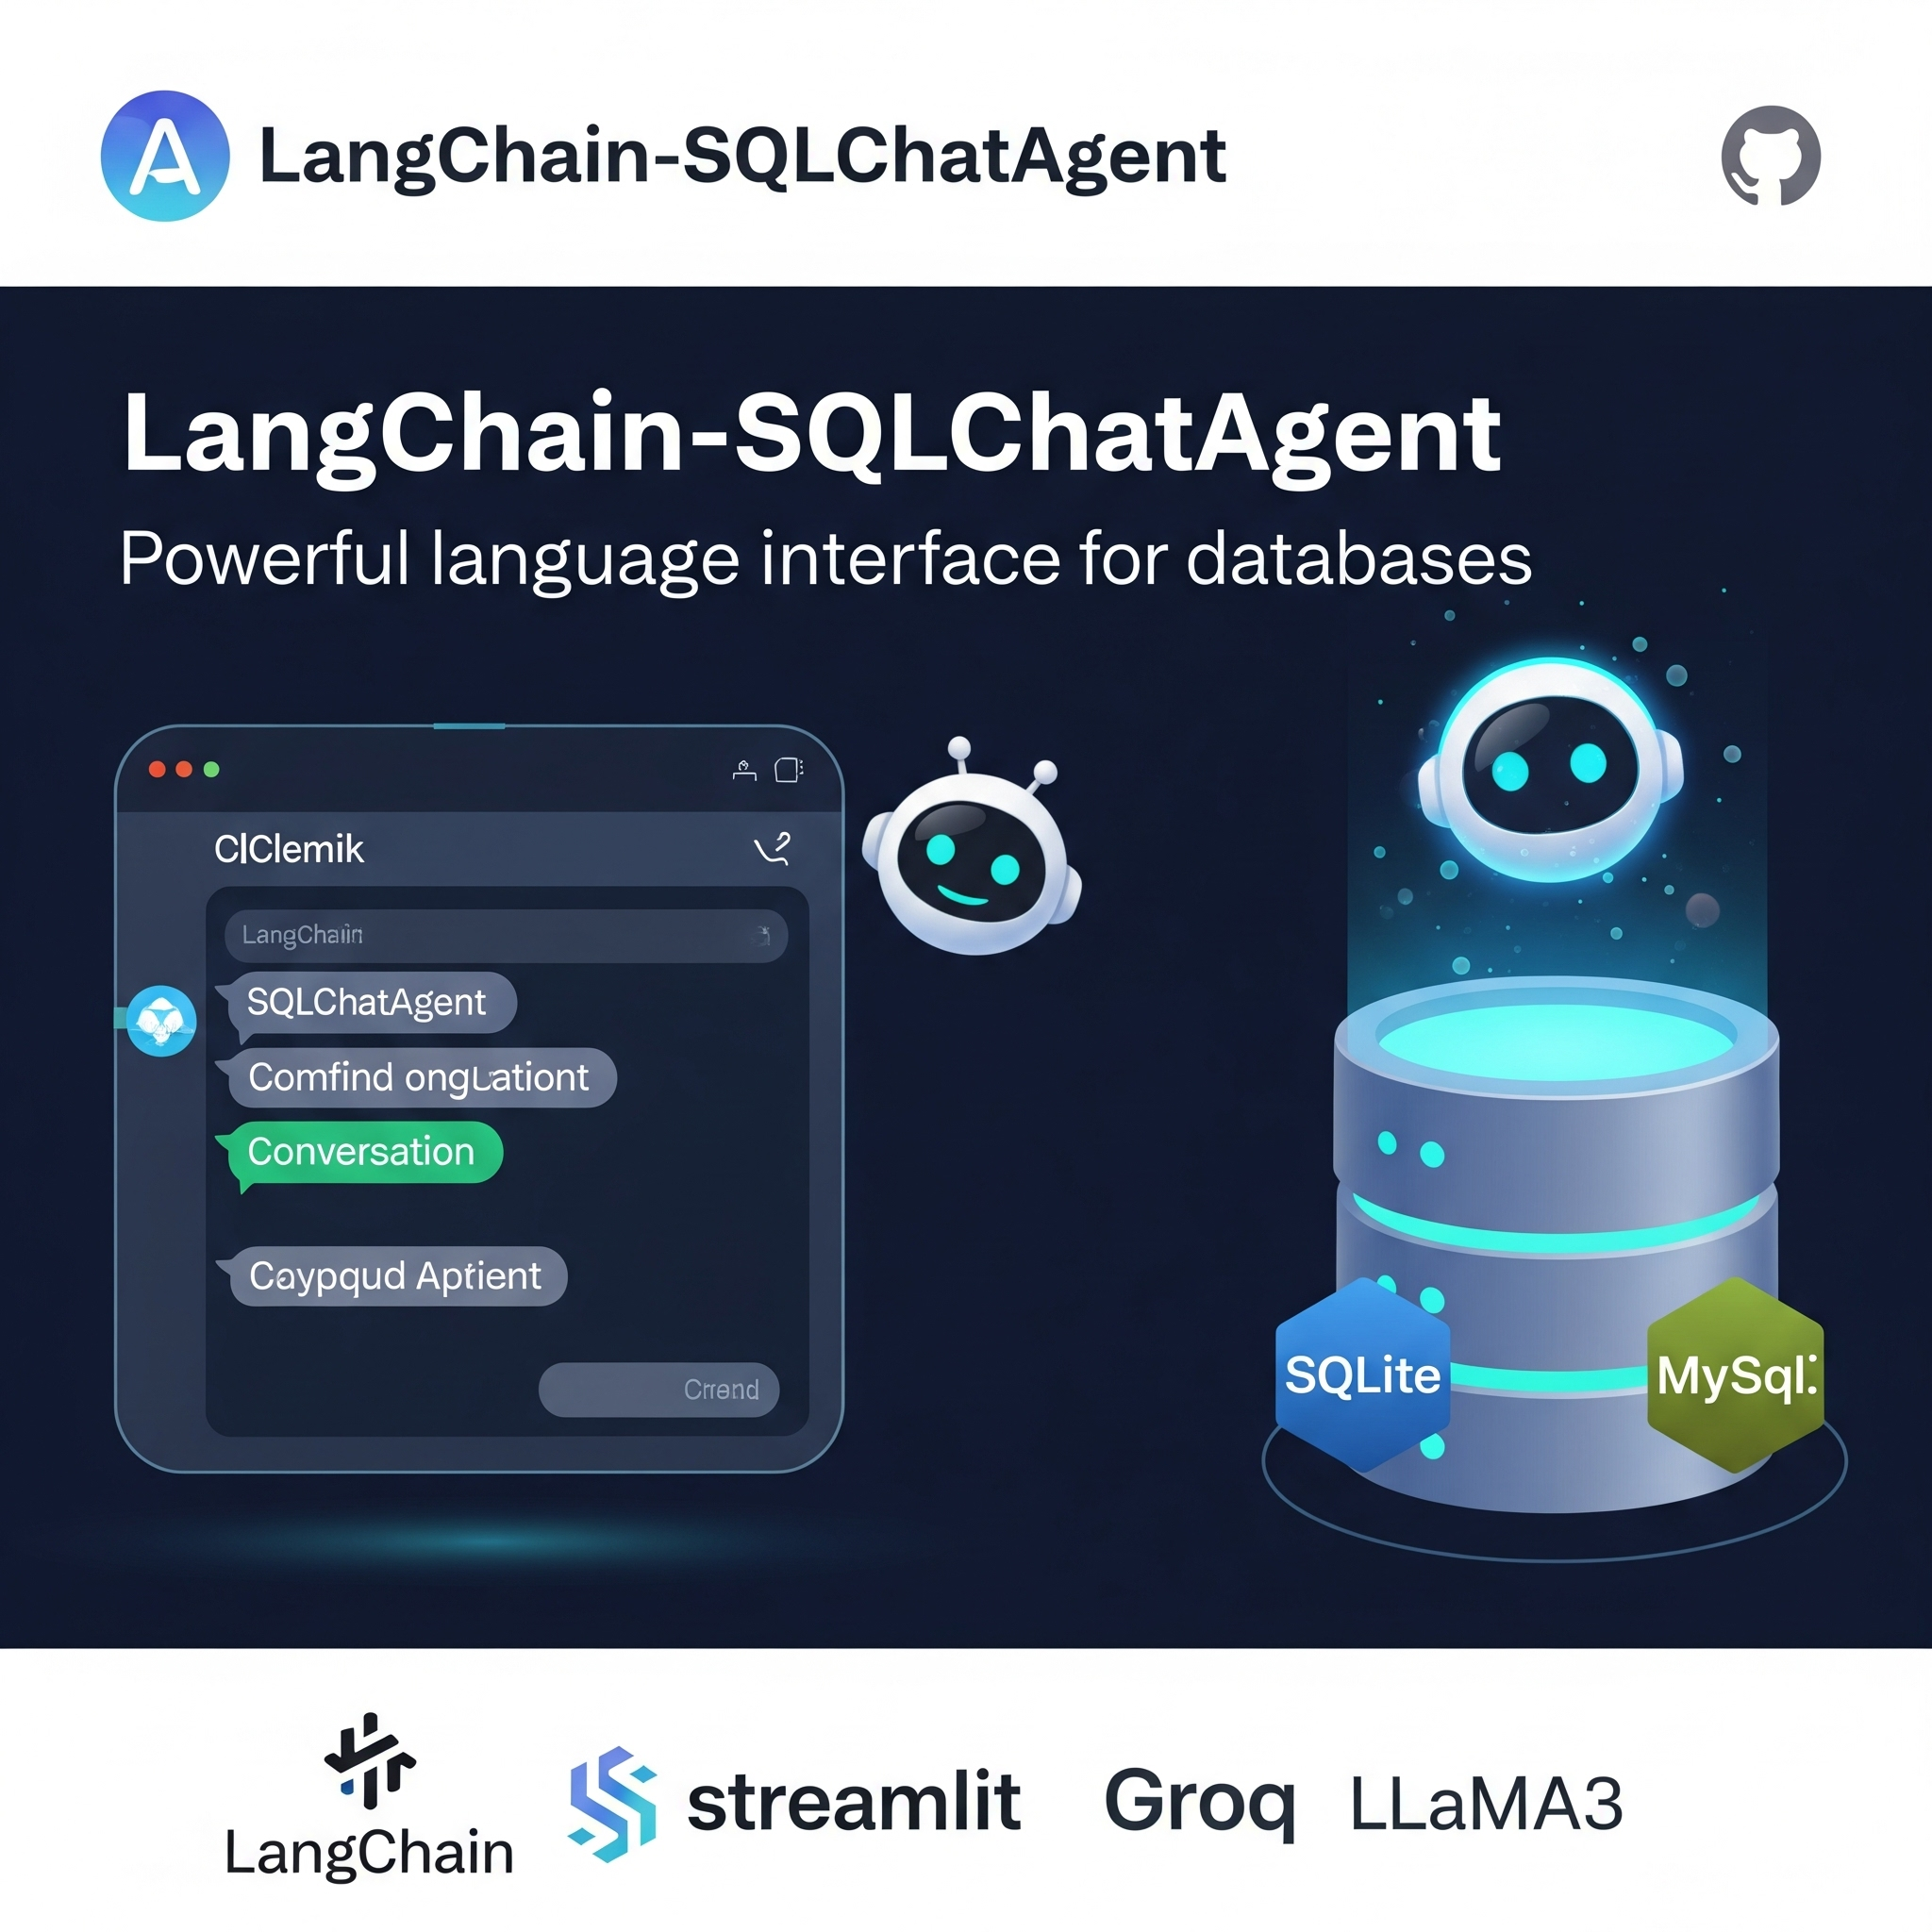 A LangChain-SQLChatAgent
LangChain-SQLChatAgent
Powerful language interface for databases
ClClemik
LangChain
SQLChatAgent
Comfind ongLationt
Conversation
Caypqud Aptient
Crrend
SQLite
MySql:
LangChain
streamlit
Groq
LLaMA3